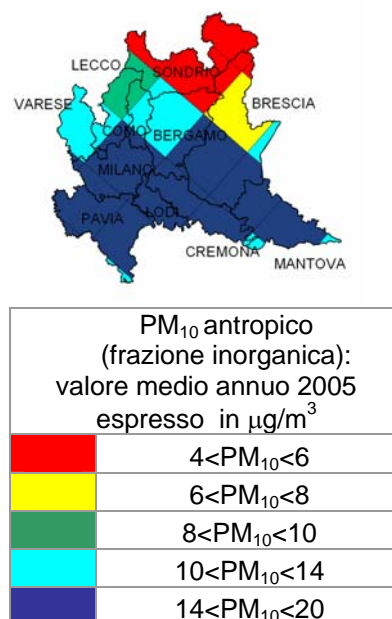 LECCO
SONDRIO
VARESE
BRESCIA
COMO
BERGAMO
MILANO
PAVIA
LODI
CREMONA
MANTOVA
PM₁₀ antropico
(frazione inorganica):
valore medio annuo 2005
espresso in µg/m³
4<PM₁₀<6
6<PM₁₀<8
8<PM₁₀<10
10<PM₁₀<14
14<PM₁₀<20